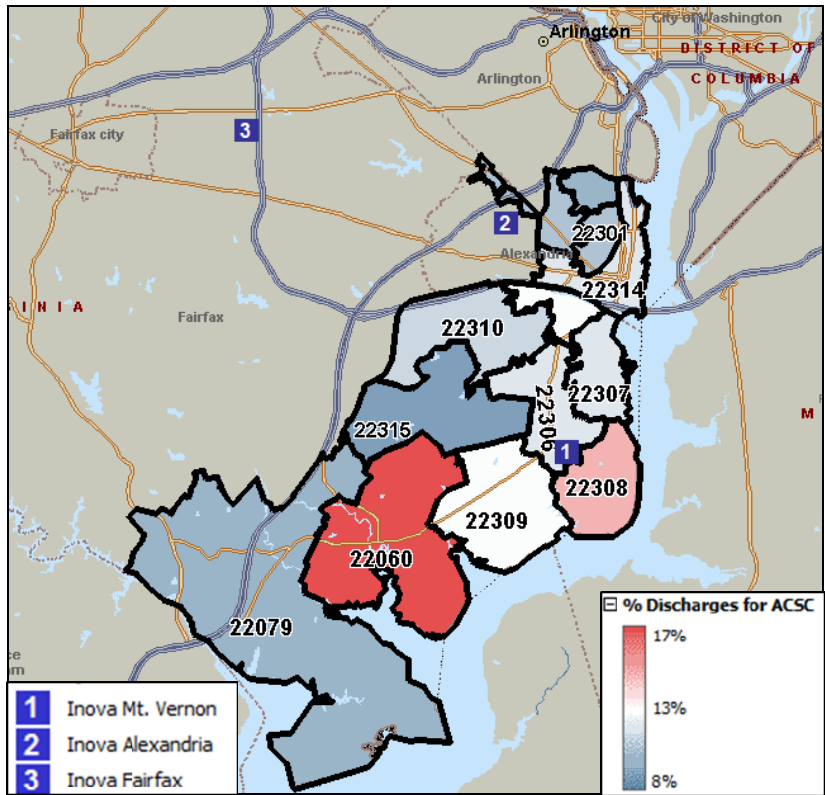 City of Washington
Arlington
DISTRICT OF
COLUMBIA
Arlington
3
Fairfax city
2
22301
Alexandria
22314
INIA
Fairfax
22310
22307
22306
M
22315
1
22308
22309
22060
22079
% Discharges for ACSC
17%
13%
8%
1 Inova Mt. Vernon
2 Inova Alexandria
3 Inova Fairfax